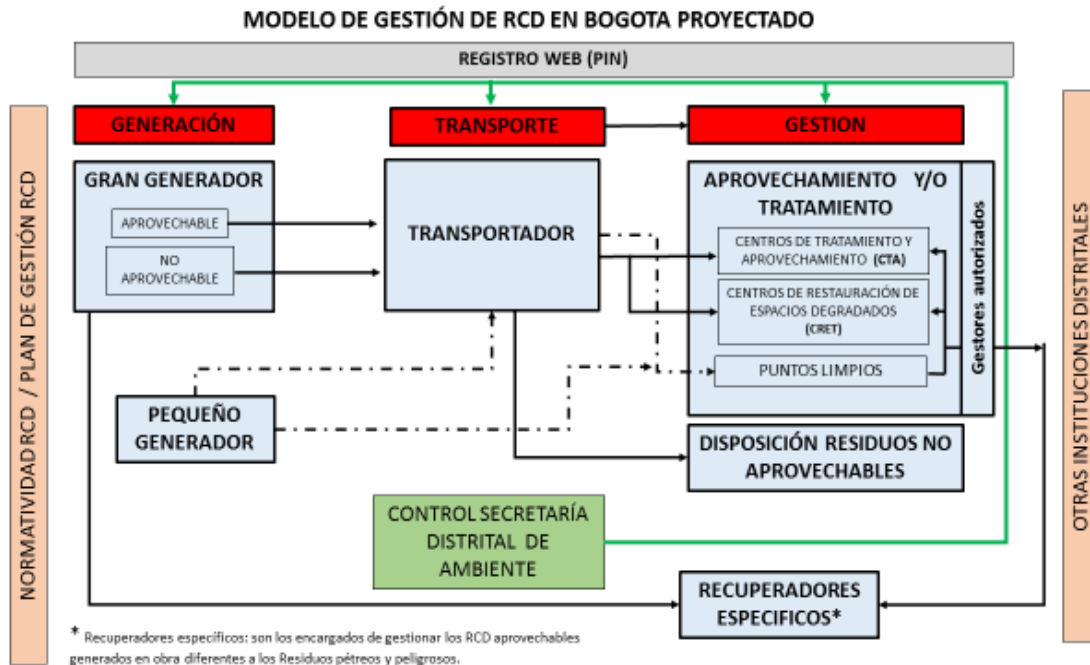 MODELO DE GESTIÓN DE RCD EN BOGOTA PROYECTADO
REGISTRO WEB (PIN)
GENERACIÓN
TRANSPORTE
GESTION
NORMATIVIDAD RCD / PLAN DE GESTIÓN RCD
GRAN GENERADOR
APROVECHABLE
NO
APROVECHABLE
TRANSPORTADOR
APROVECHAMIENTO Y/O
TRATAMIENTO
CENTROS DE TRATAMIENTO Y
APROVECHAMIENTO (CTA)
CENTROS DE RESTAURACIÓN DE
ESPACIOS DEGRADADOS
(CRET)
PUNTOS LIMPIOS
Gestores autorizados
OTRAS INSTITUCIONES DISTRITALES
PEQUEÑO
GENERADOR
DISPOSICIÓN RESIDUOS NO
APROVECHABLES
CONTROL SECRETARÍA
DISTRITAL DE
AMBIENTE
RECUPERADORES
ESPECIFICOS*
* Recuperadores específicos: son los encargados de gestionar los RCD aprovechables
generados en obra diferentes a los Residuos pétreos y peligrosos.